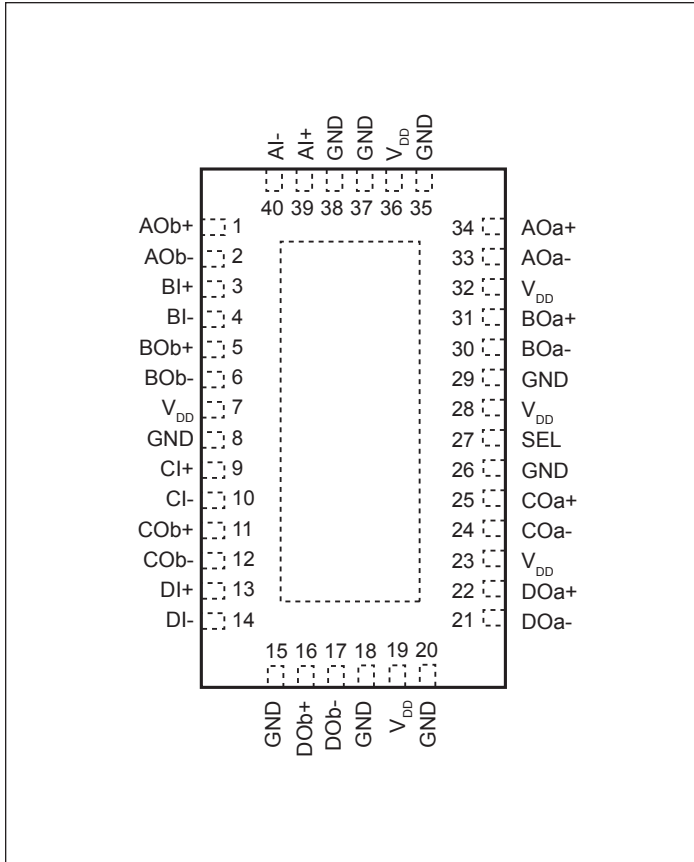 AI-
AI+
GND
GND
VDD
GND
40 39 38 37 36 35
AOb+ 1
AOb- 2
BI+ 3
BI- 4
BOb+ 5
BOb- 6
VDD 7
GND 8
CI+ 9
CI- 10
COb+ 11
COb- 12
DI+ 13
DI- 14
34 AOa+
33 AOa-
32 VDD
31 BOa+
30 BOa-
29 GND
28 VDD
27 SEL
26 GND
25 COa+
24 COa-
23 VDD
22 DOa+
21 DOa-
15 16 17 18 19 20
GND
DOb+
DOb-
GND
VDD
GND